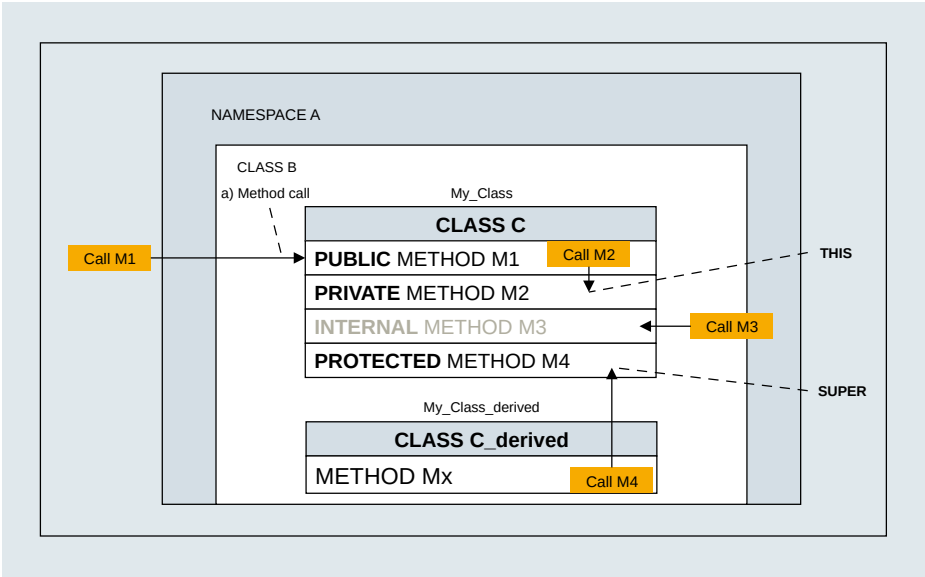 NAMESPACE A
CLASS B
a) Method call
My_Class
CLASS C
Call M1
PUBLIC METHOD M1
Call M2
THIS
PRIVATE METHOD M2
INTERNAL METHOD M3
Call M3
PROTECTED METHOD M4
SUPER
My_Class_derived
CLASS C_derived
METHOD Mx
Call M4